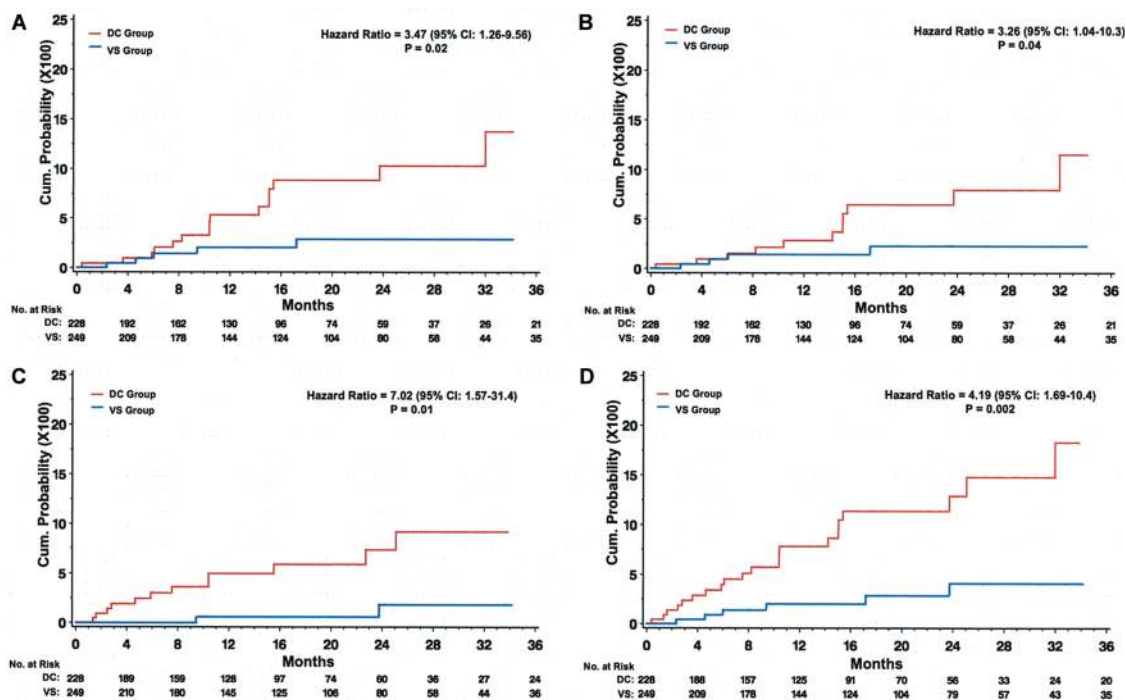 A
25
20
15
10
5
0
Cum. Probability (X100)
DC Group
VS Group
Hazard Ratio = 3.47 (95% CI: 1.26-9.56)
P = 0.02
0 4 8 12 16 20 24 28 32 36
Months
No. at Risk
DC: 228 192 162 130 96 74 59 37 26 21
VS: 249 209 178 144 124 104 80 58 44 35
B
25
20
15
10
5
0
Cum. Probability (X100)
DC Group
VS Group
Hazard Ratio = 3.26 (95% CI: 1.04-10.3)
P = 0.04
0 4 8 12 16 20 24 28 32 36
Months
No. at Risk
DC: 228 192 162 130 96 74 59 37 26 21
VS: 249 209 178 144 124 104 80 58 44 35
C
25
20
15
10
5
0
Cum. Probability (X100)
DC Group
VS Group
Hazard Ratio = 7.02 (95% CI: 1.57-31.4)
P = 0.01
0 4 8 12 16 20 24 28 32 36
Months
No. at Risk
DC: 228 189 159 128 97 74 60 36 27 24
VS: 249 210 180 145 125 106 80 58 44 36
D
25
20
15
10
5
0
Cum. Probability (X100)
DC Group
VS Group
Hazard Ratio = 4.19 (95% CI: 1.69-10.4)
P = 0.002
0 4 8 12 16 20 24 28 32 36
Months
No. at Risk
DC: 228 188 157 125 91 70 56 33 24 20
VS: 249 209 178 144 124 104 79 57 43 35